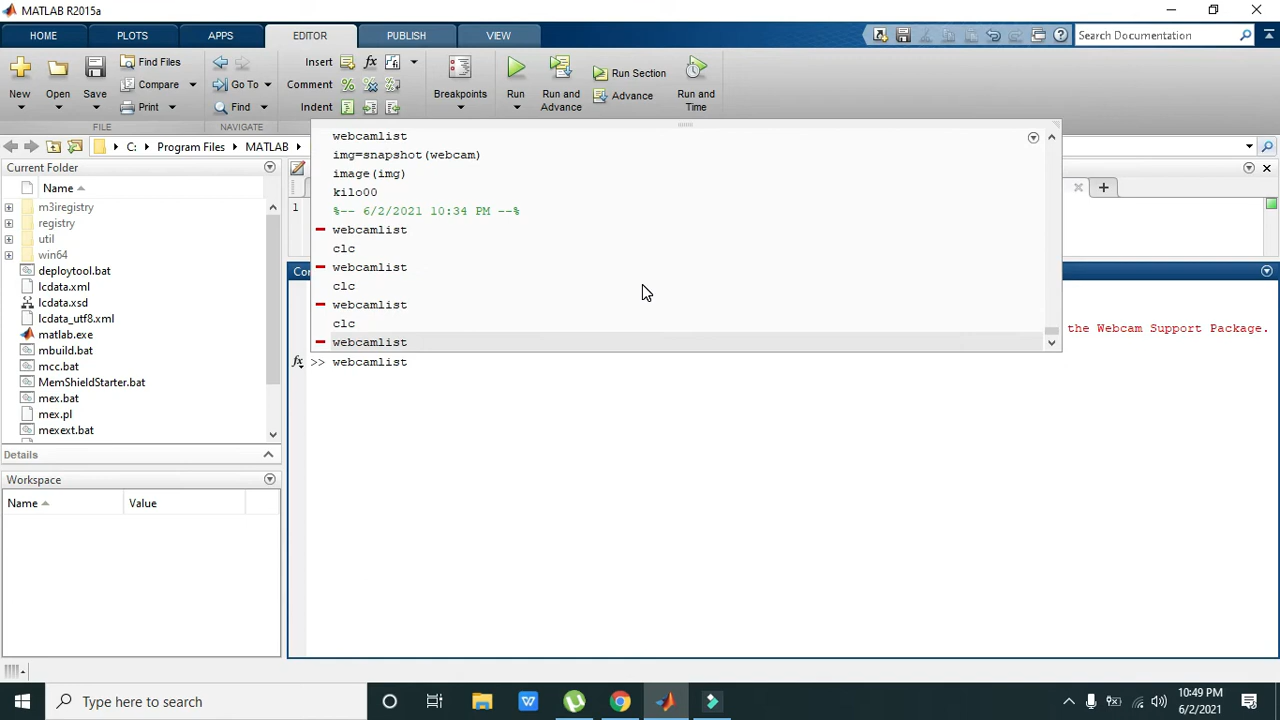 MATLAB R2015a
HOME PLOTS APPS EDITOR PUBLISH VIEW Search Documentation
New Open Save Find Files Compare Print Go To Find Insert Comment Indent fx Breakpoints Run Run and Advance Run Section Advance Run and Time
FILE NAVIGATE
C: Program Files MATLAB
Current Folder
Name
m3iregistry
registry
util
win64
deploytool.bat
lcdata.xml
lcdata.xsd
lcdata_utf8.xml
matlab.exe
mbuild.bat
mcc.bat
MemShieldStarter.bat
mex.bat
mex.pl
mexext.bat
Details
Workspace
Name Value
1
webcamlist
img=snapshot(webcam)
image(img)
kilo00
%-- 6/2/2021 10:34 PM --%
webcamlist
clc
webcamlist
clc
webcamlist
clc
webcamlist
the Webcam Support Package.
fx >> webcamlist
Type here to search
10:49 PM
6/2/2021